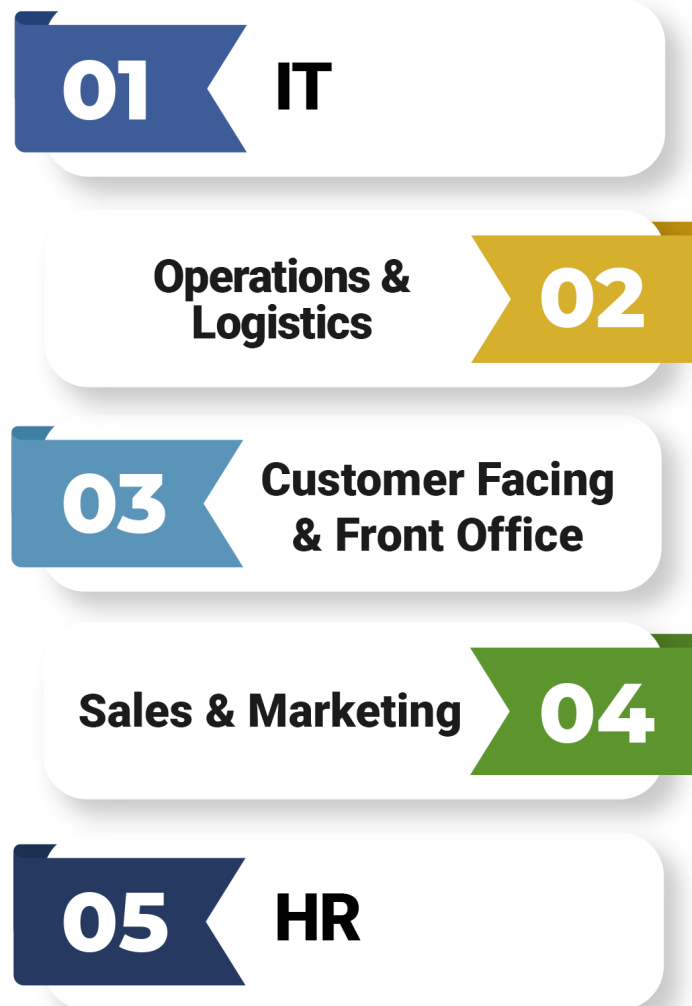 01 IT
Operations &
Logistics
02
03
Customer Facing
& Front Office
Sales & Marketing 04
05 HR